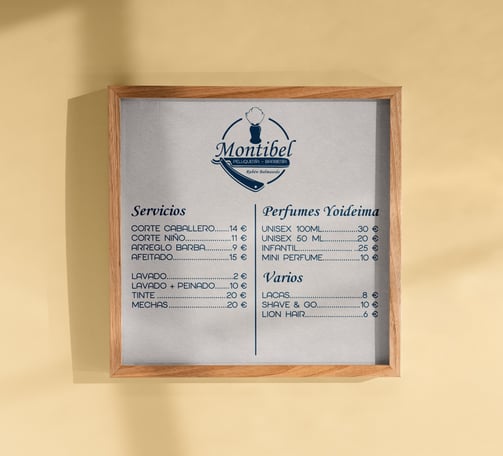 Montibel
PELUQUERÍA - BARBERÍA
Servicios
CORTE CABALLERO......14 €
CORTE NIÑO................11 €
ARREGLO BARBA.........9 €
AFEITADO....................15 €
LAVADO........................2 €
LAVADO + PEINADO.....10 €
TINTE..........................20 €
MECHAS......................20 €
Perfumes Yoideima
UNISEX 100ML.............30 €
UNISEX 50 ML.............20 €
INFANTIL.....................25 €
MINI PERFUME.............10 €
Varios
LACAS..........................8 €
SHAVE & GO................10 €
LION HAIR....................6 €